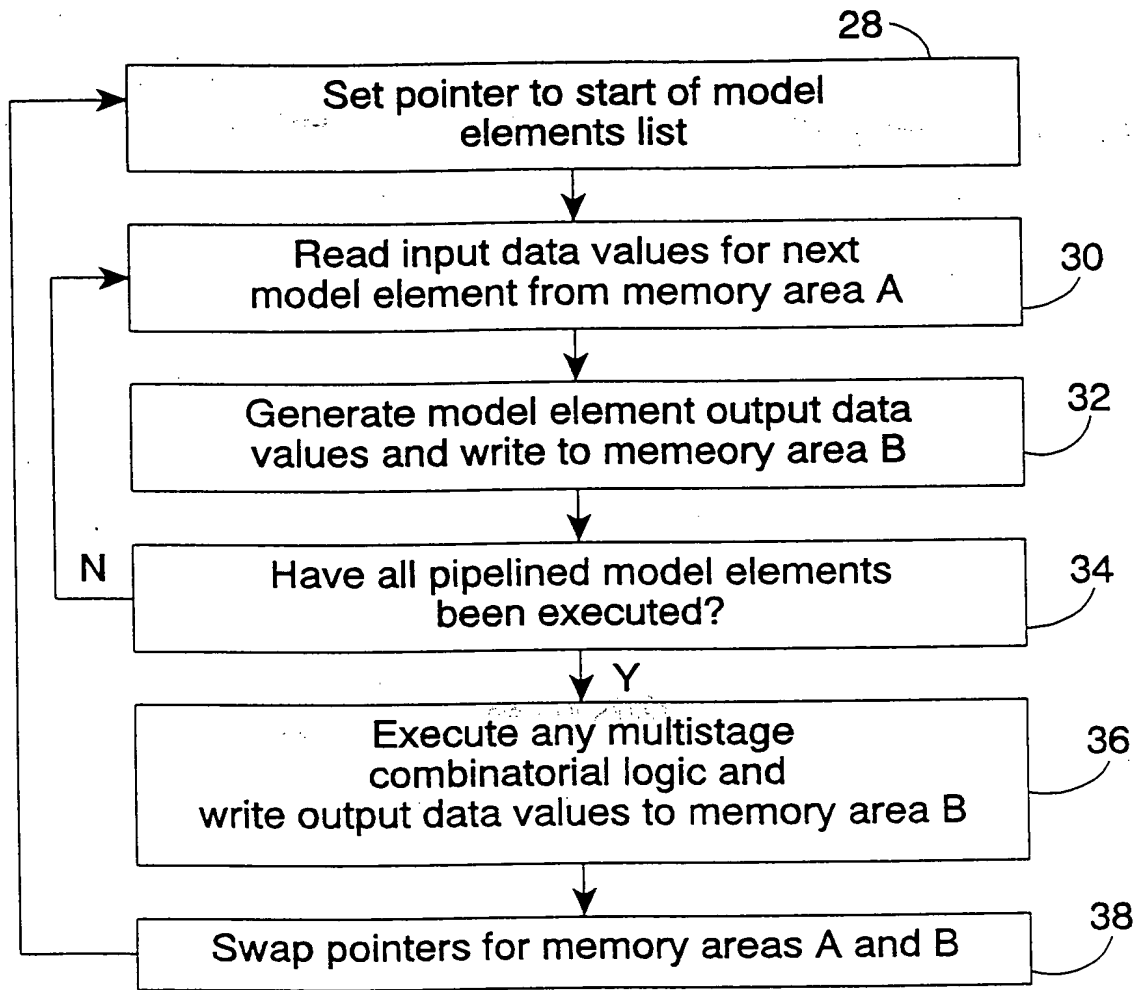 28
Set pointer to start of model
elements list
Read input data values for next
model element from memory area A
30
Generate model element output data
values and write to memeory area B
32
N
Have all pipelined model elements
been executed?
34
Y
Execute any multistage
combinatorial logic and
write output data values to memory area B
36
Swap pointers for memory areas A and B
38